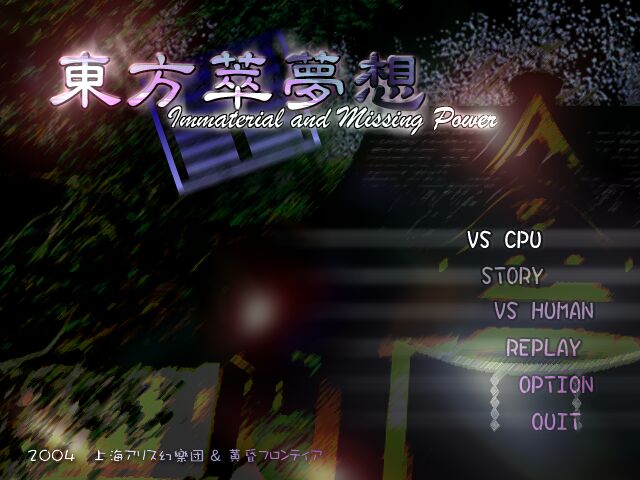 東方萃夢想
Immaterial and Missing Power
VS CPU
STORY
VS HUMAN
REPLAY
OPTION
QUIT
2004 上海アリス幻樂団 & 黄昏フロンティア